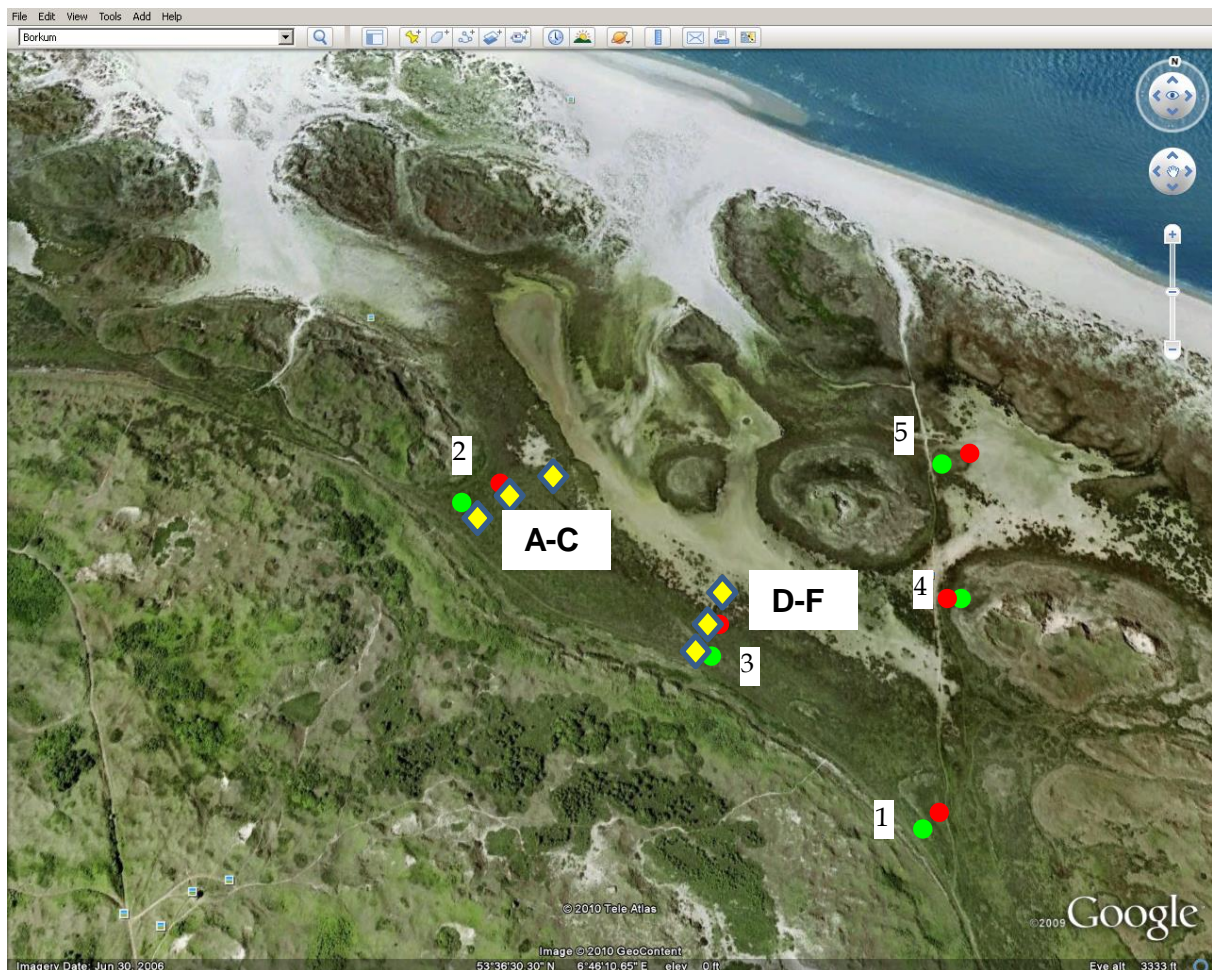 File Edit View Tools Add Help
Borkum
N
5
2
A-C
4
D-F
3
1
© 2010 Tele Atlas
©2009 Google
Image © 2010 GeoContent
Imagery Date: Jun 30, 2006 53°36'30.30" N 6°46'10.65" E elev 0 ft Eye alt 3333 ft